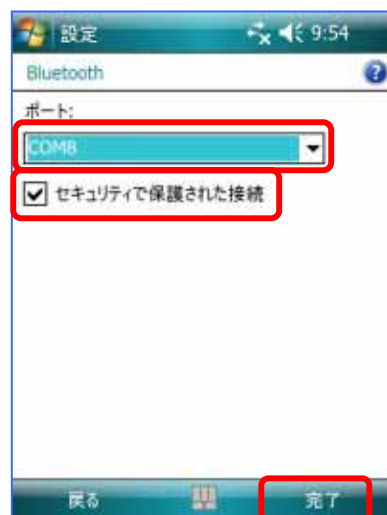 設定 9:54
Bluetooth
ポート:
COM8
セキュリティで保護された接続
戻る 完了